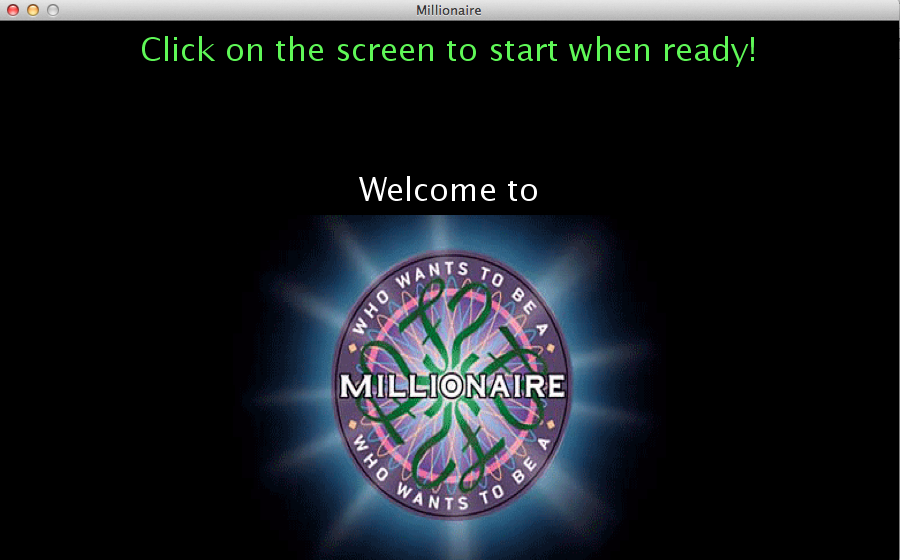 Millionaire
Click on the screen to start when ready!
Welcome to
WHO WANTS TO BE A
MILLIONAIRE
WHO WANTS TO BE A